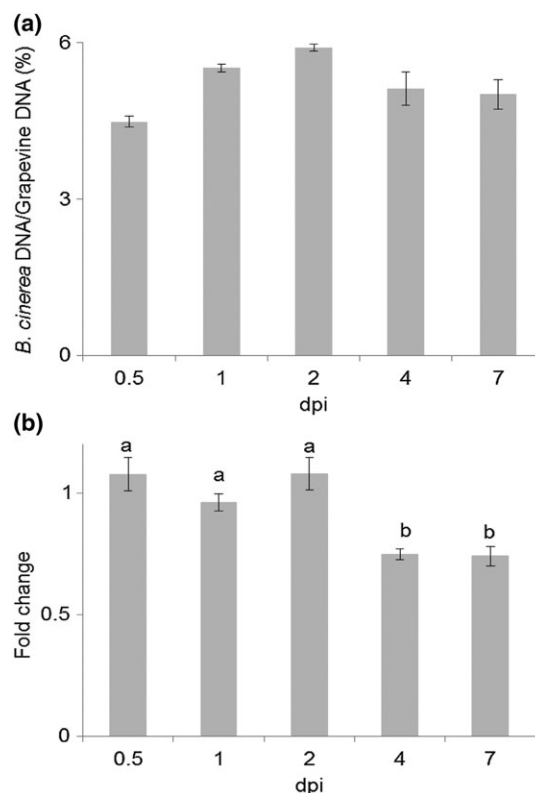 (a)
B. cinerea DNA/Grapevine DNA (%)
6
3
0
0.5 1 2 4 7
dpi
(b)
Fold change
1
0.5
0
a a a b b
0.5 1 2 4 7
dpi